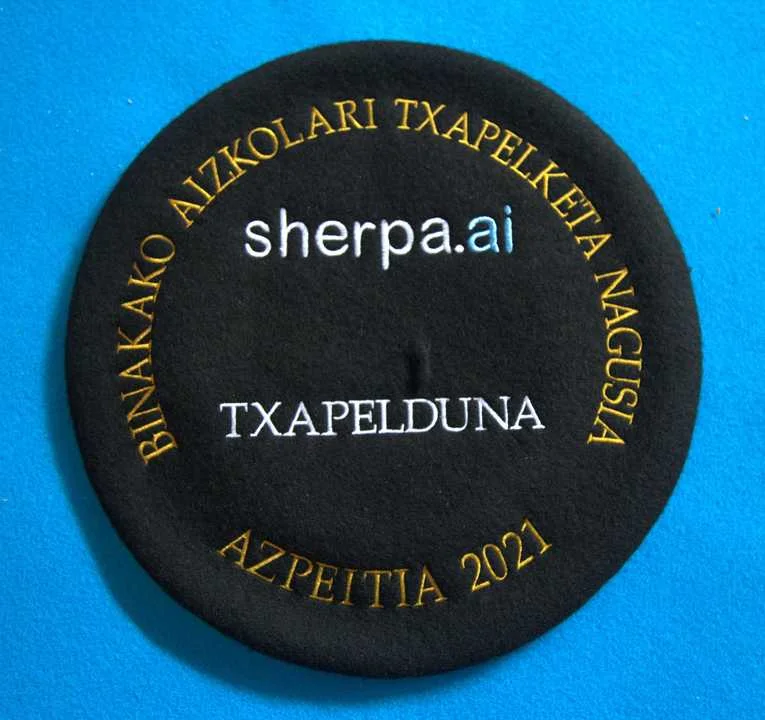 BINAKAKO AIZKOLARI TXAPELKETA NAGUSIA
sherpa.ai
TXAPELDUNA
AZPEITIA 2021